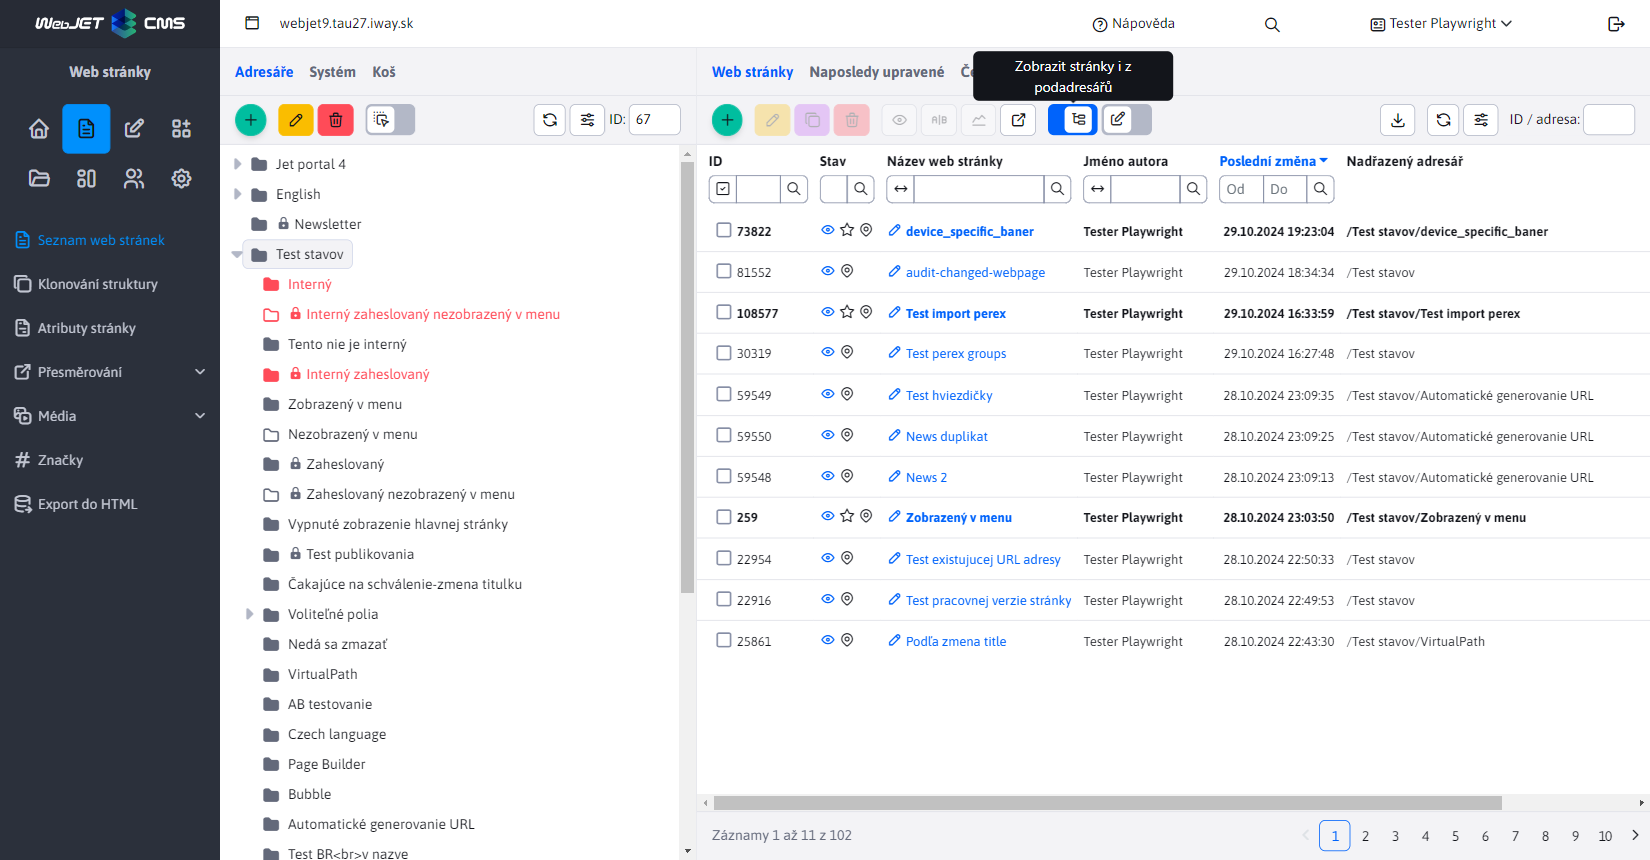 WebJET CMS
webjet9.tau27.iway.sk
Nápověda
Tester Playwright
Web stránky
Seznam web stránek
Klonování struktury
Atributy stránky
Přesměrování
Média
Značky
Export do HTML
Adresáře Systém Koš
ID: 67
Jet portal 4
English
Newsletter
Test stavov
Interný
Interný zaheslovaný nezobrazený v menu
Tento nie je interný
Interný zaheslovaný
Zobrazený v menu
Nezobrazený v menu
Zaheslovaný
Zaheslovaný nezobrazený v menu
Vypnuté zobrazenie hlavnej stránky
Test publikovania
Čakajúce na schválenie-zmena titulku
Voliteľné polia
Nedá sa zmazať
VirtualPath
AB testovanie
Czech language
Page Builder
Bubble
Automatické generovanie URL
Test BR<br>v nazve
Web stránky Naposledy upravené
Zobrazit stránky i z
podadresářů
A|B
ID / adresa:
ID Stav Název web stránky Jméno autora Poslední změna Nadřazený adresář
Od Do
73822 device_specific_baner Tester Playwright 29.10.2024 19:23:04 /Test stavov/device_specific_baner
81552 audit-changed-webpage Tester Playwright 29.10.2024 18:34:34 /Test stavov
108577 Test import perex Tester Playwright 29.10.2024 16:33:59 /Test stavov/Test import perex
30319 Test perex groups Tester Playwright 29.10.2024 16:27:48 /Test stavov
59549 Test hviezdičky Tester Playwright 28.10.2024 23:09:35 /Test stavov/Automatické generovanie URL
59550 News duplikat Tester Playwright 28.10.2024 23:09:25 /Test stavov/Automatické generovanie URL
59548 News 2 Tester Playwright 28.10.2024 23:09:13 /Test stavov/Automatické generovanie URL
259 Zobrazený v menu Tester Playwright 28.10.2024 23:03:50 /Test stavov/Zobrazený v menu
22954 Test existujucej URL adresy Tester Playwright 28.10.2024 22:50:33 /Test stavov
22916 Test pracovnej verzie stránky Tester Playwright 28.10.2024 22:49:53 /Test stavov
25861 Podľa zmena title Tester Playwright 28.10.2024 22:43:30 /Test stavov/VirtualPath
Záznamy 1 až 11 z 102
1 2 3 4 5 6 7 8 9 10